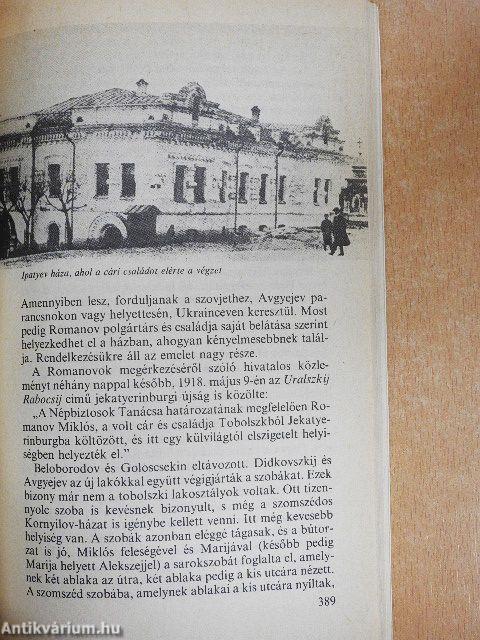 Ipatyev háza, ahol a cári családot elérte a végzet
Amennyiben lesz, forduljanak a szovjethez, Avgyejev pa-
rancsnokon vagy helyettesén, Ukrainceven keresztül. Most
pedig Romanov polgártárs és családja saját belátása szerint
helyezkedhet el a házban, ahogyan kényelmesebbnek talál-
ja. Rendelkezésükre áll az emelet nagy része.
A Romanovok megérkezéséről szóló hivatalos közle-
ményt néhány nappal később, 1918. május 9-én az Uralszkij
Rabocsij című jekatyerinburgi újság is közölte:
„A Népbiztosok Tanácsa határozatának megfelelően Ro-
manov Miklós, a volt cár és családja Tobolszkból Jekatye-
rinburgba költözött, és itt egy külvilágtól elszigetelt helyi-
ségben helyezték el.”
Beloborodov és Goloscsekin eltávozott. Didkovszkij és
Avgyejev az új lakókkal együtt végigjárták a szobákat. Ezek
bizony már nem a tobolszki lakosztályok voltak. Ott tizen-
nyolc szoba is kevésnek bizonyult, s még a szomszédos
Kornyilov-házat is igénybe kellett venni. Itt még kevesebb
helyiség van. A szobák azonban eléggé tágasak, és a bútor-
zat is jó, Miklós feleségével és Marijával (később pedig
Marija helyett Alekszejjel) a sarokszobát foglalta el, amely-
nek két ablaka az útra, két ablaka pedig a kis utcára nézett.
A szomszéd szobába, amelynek ablakai a kis utcára nyíltak,
389
Antikvárium.hu